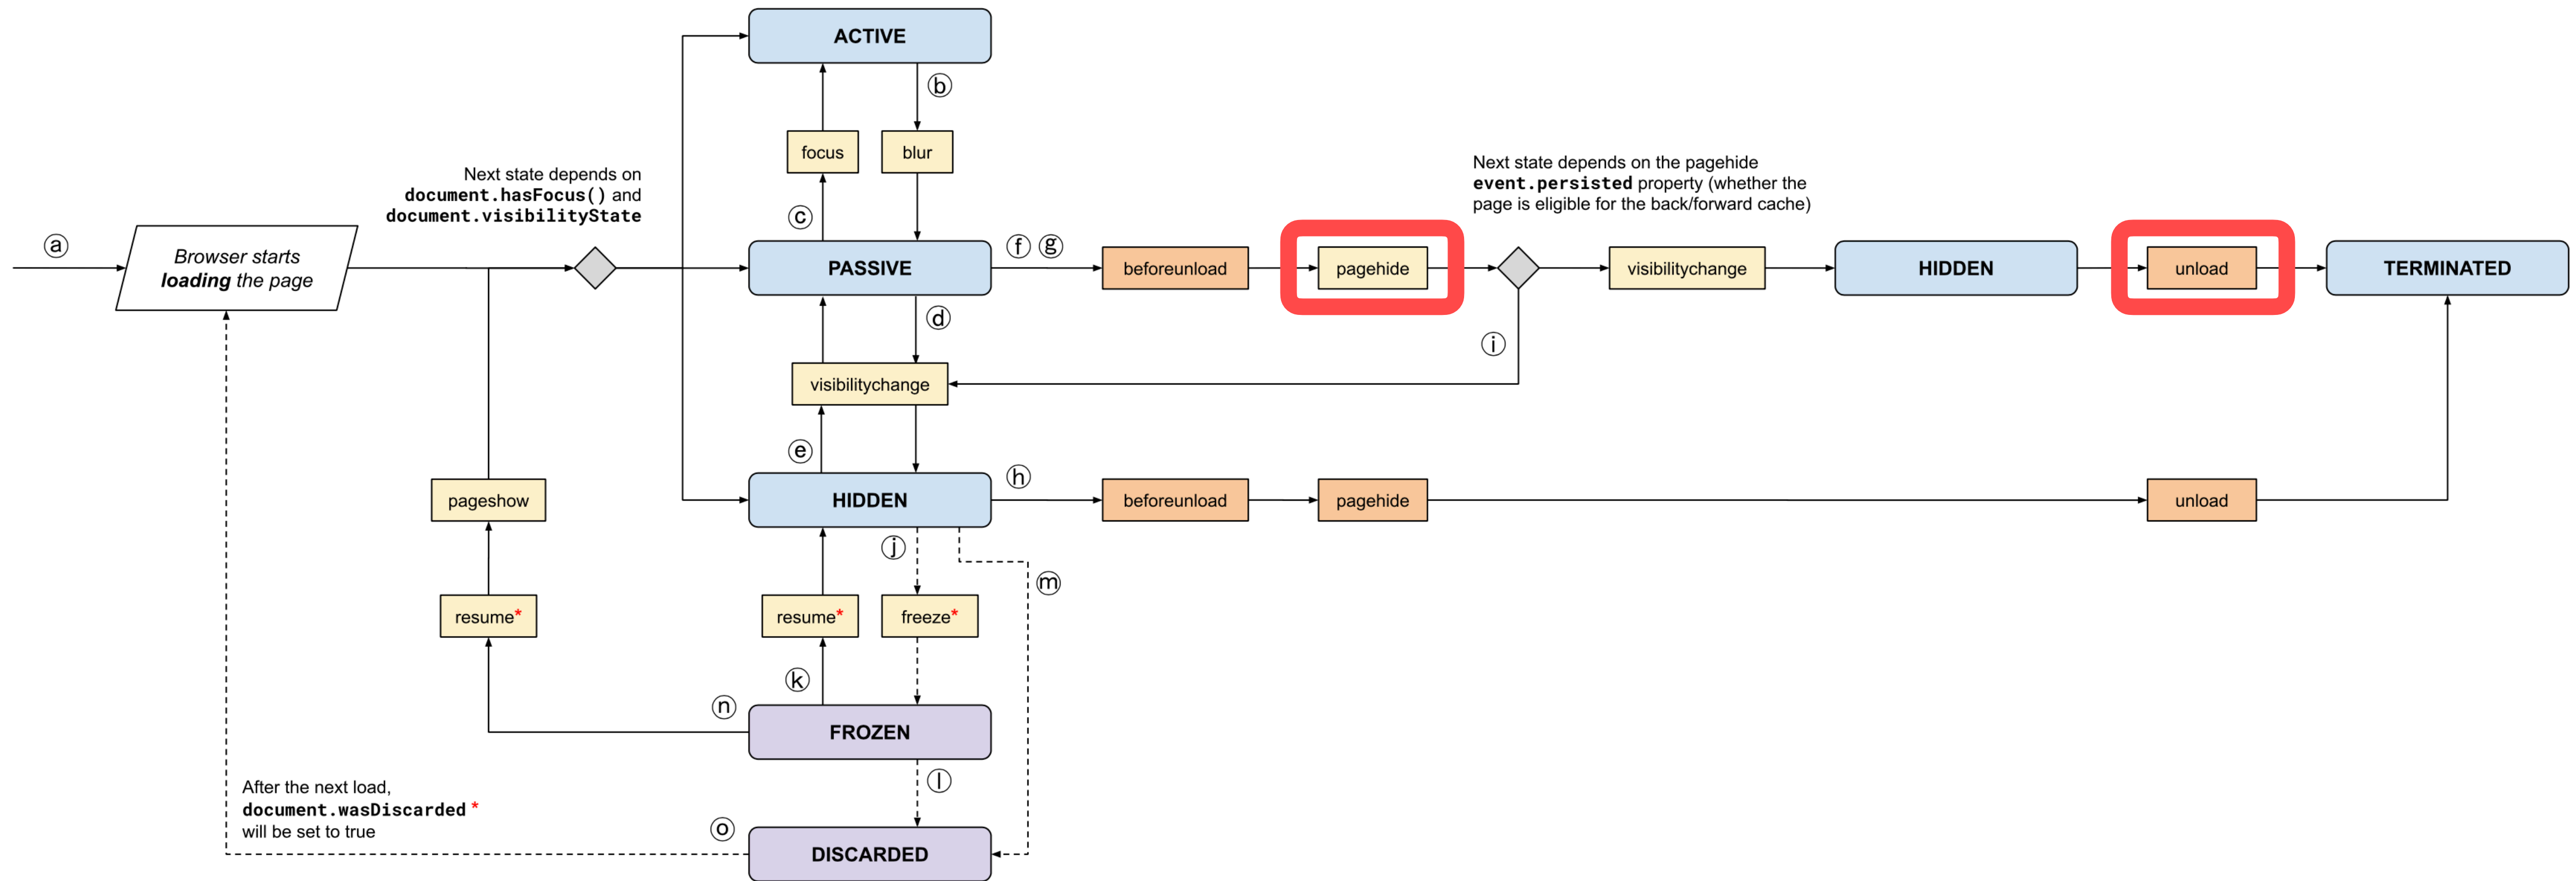 ACTIVE
ⓑ
focus
blur
Next state depends on
document.hasFocus() and
document.visibilityState
Next state depends on the pagehide
event.persisted property (whether the
page is eligible for the back/forward cache)
ⓒ
ⓐ
Browser starts
loading the page
PASSIVE
ⓕ ⓖ
beforeunload
pagehide
visibilitychange
HIDDEN
unload
TERMINATED
ⓓ
ⓘ
visibilitychange
ⓔ
HIDDEN
ⓗ
beforeunload
pagehide
unload
pageshow
ⓙ
ⓜ
resume*
resume*
freeze*
ⓚ
ⓝ
FROZEN
ⓛ
After the next load,
document.wasDiscarded *
will be set to true
ⓞ
DISCARDED